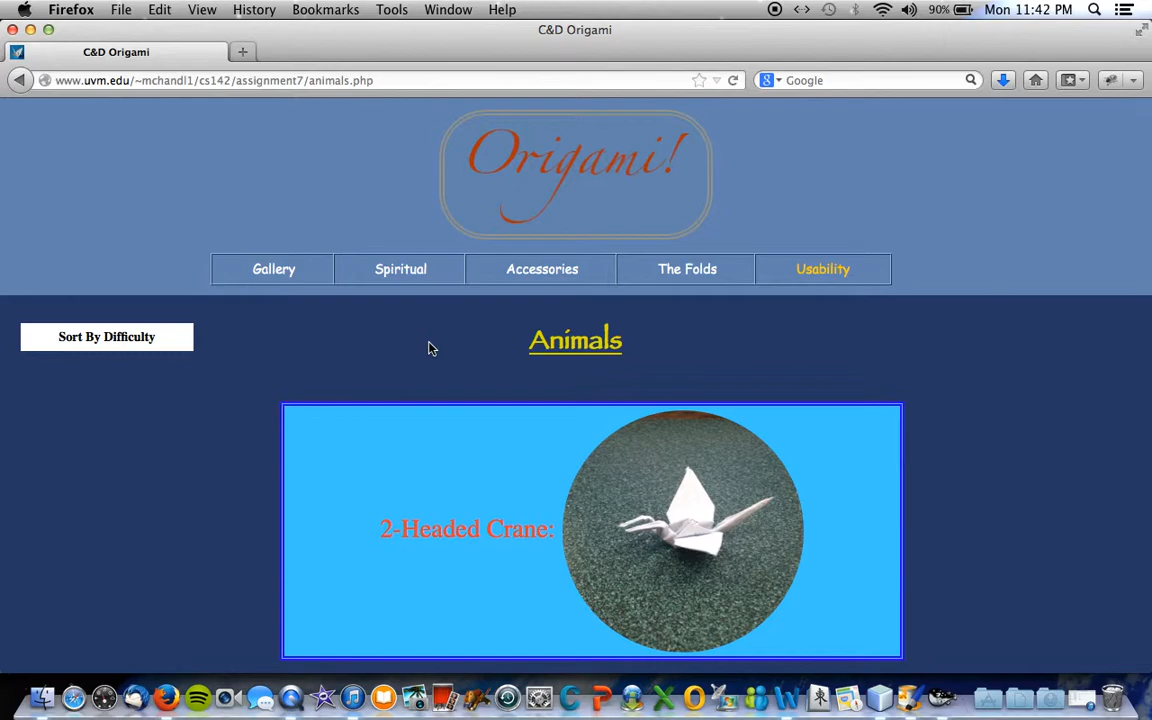 Firefox File Edit View History Bookmarks Tools Window Help 90% Mon 11:42 PM
C&D Origami
C&D Origami
www.uvm.edu/~mchandl1/cs142/assignment7/animals.php Google
Origami!
Gallery Spiritual Accessories The Folds Usability
Sort By Difficulty
Animals
2-Headed Crane: